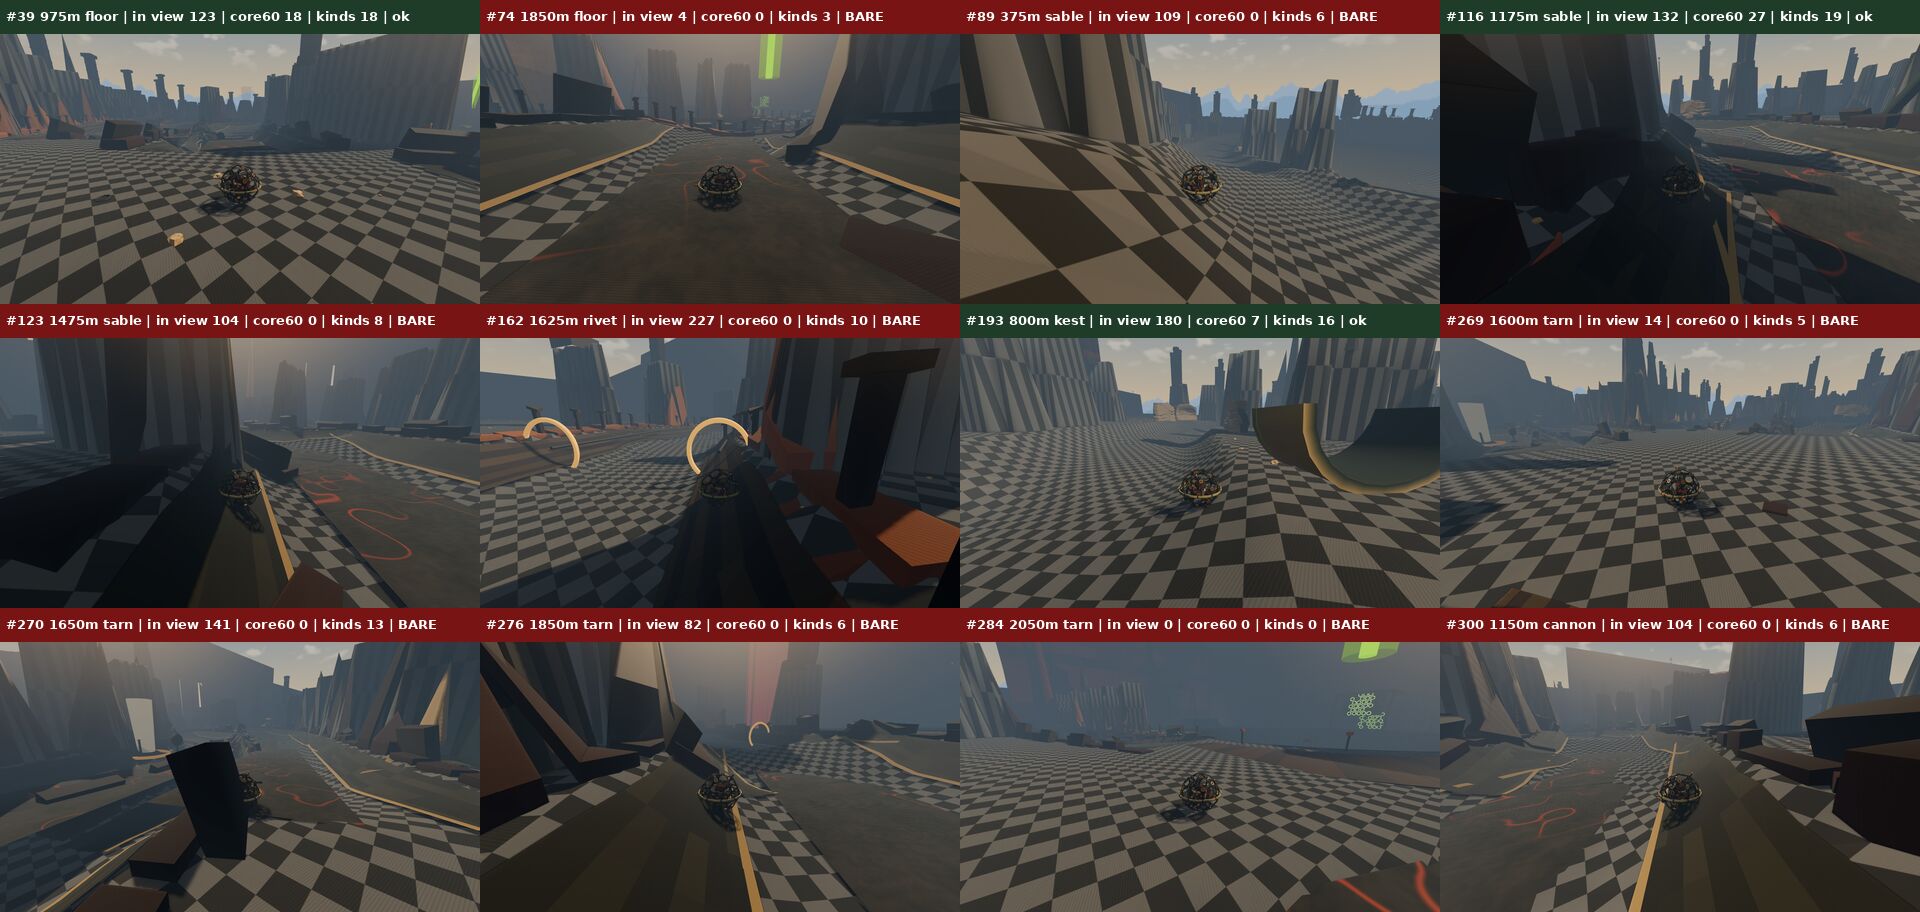 #39 975m floor | in view 123 | core60 18 | kinds 18 | ok
#74 1850m floor | in view 4 | core60 0 | kinds 3 | BARE
#89 375m sable | in view 109 | core60 0 | kinds 6 | BARE
#116 1175m sable | in view 132 | core60 27 | kinds 19 | ok
#123 1475m sable | in view 104 | core60 0 | kinds 8 | BARE
#162 1625m rivet | in view 227 | core60 0 | kinds 10 | BARE
#193 800m kest | in view 180 | core60 7 | kinds 16 | ok
#269 1600m tarn | in view 14 | core60 0 | kinds 5 | BARE
#270 1650m tarn | in view 141 | core60 0 | kinds 13 | BARE
#276 1850m tarn | in view 82 | core60 0 | kinds 6 | BARE
#284 2050m tarn | in view 0 | core60 0 | kinds 0 | BARE
#300 1150m cannon | in view 104 | core60 0 | kinds 6 | BARE